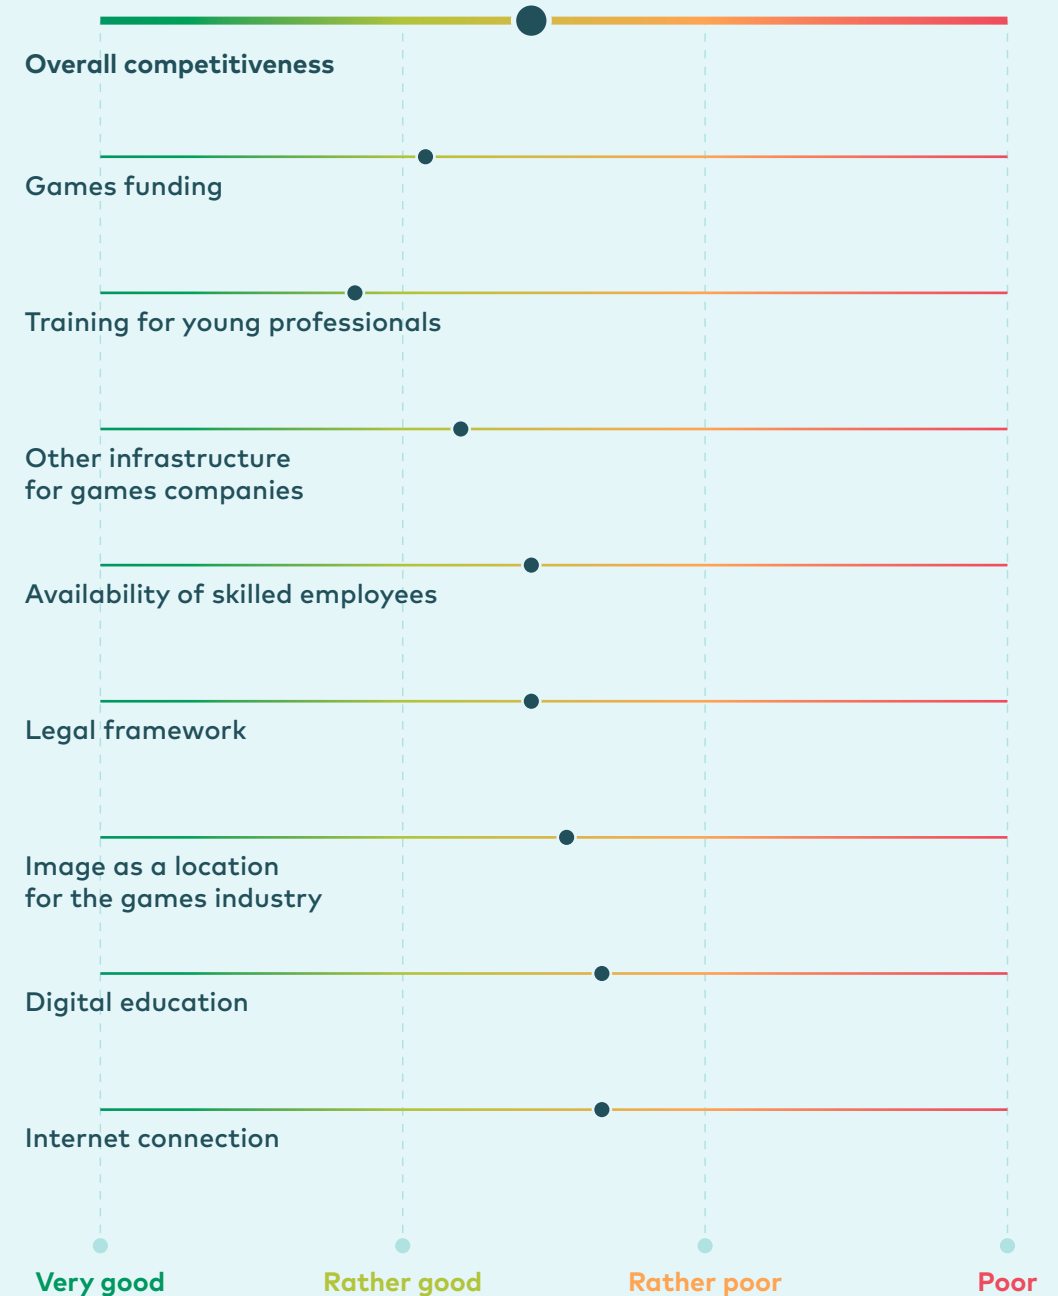 Overall competitiveness
Games funding
Training for young professionals
Other infrastructure
for games companies
Availability of skilled employees
Legal framework
Image as a location
for the games industry
Digital education
Internet connection
Very good Rather good Rather poor Poor